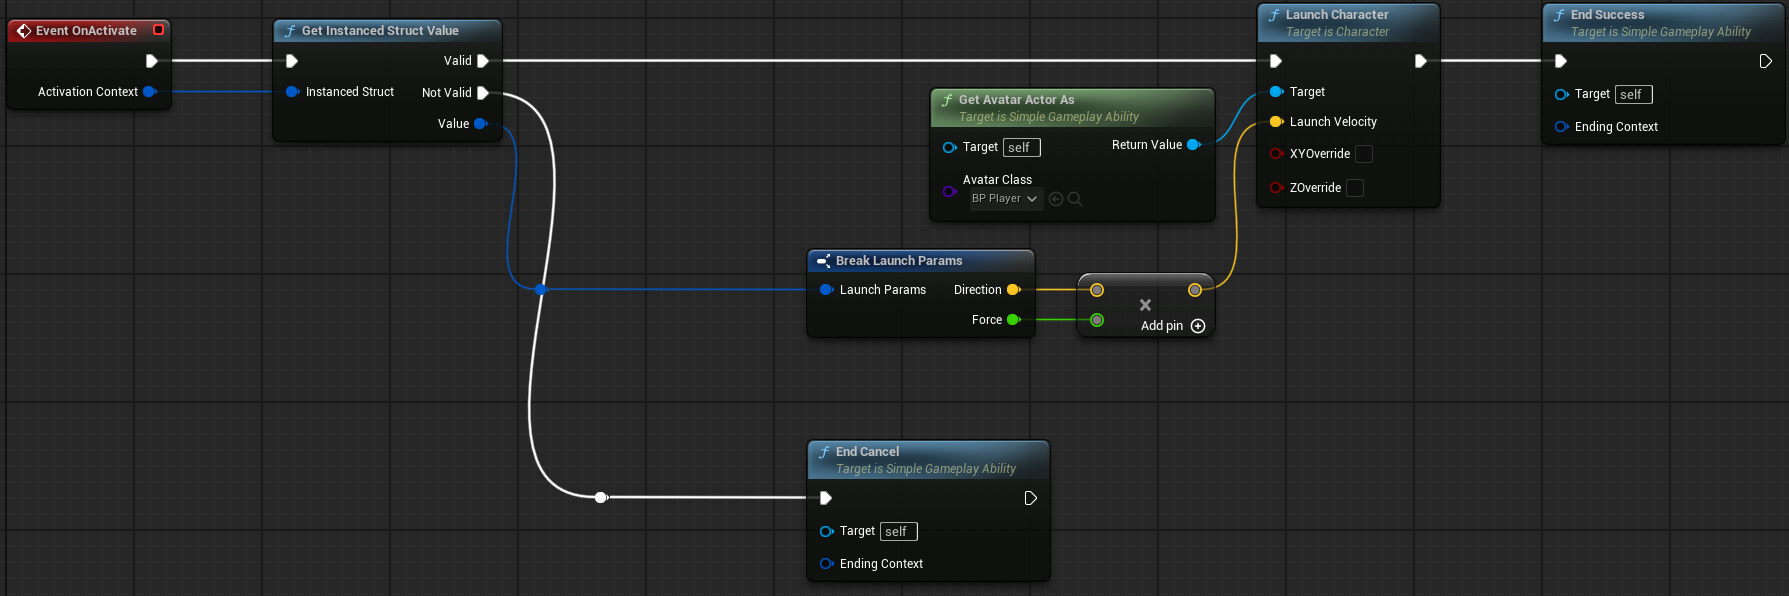 Event OnActivate
Activation Context
Get Instanced Struct Value
Valid
Instanced Struct
Not Valid
Value
Get Avatar Actor As
Target is Simple Gameplay Ability
Target self
Return Value
Avatar Class
BP Player
Launch Character
Target is Character
Target
Launch Velocity
XYOverride
ZOverride
End Success
Target is Simple Gameplay Ability
Target self
Ending Context
Break Launch Params
Launch Params
Direction
Force
Add pin
End Cancel
Target is Simple Gameplay Ability
Target self
Ending Context